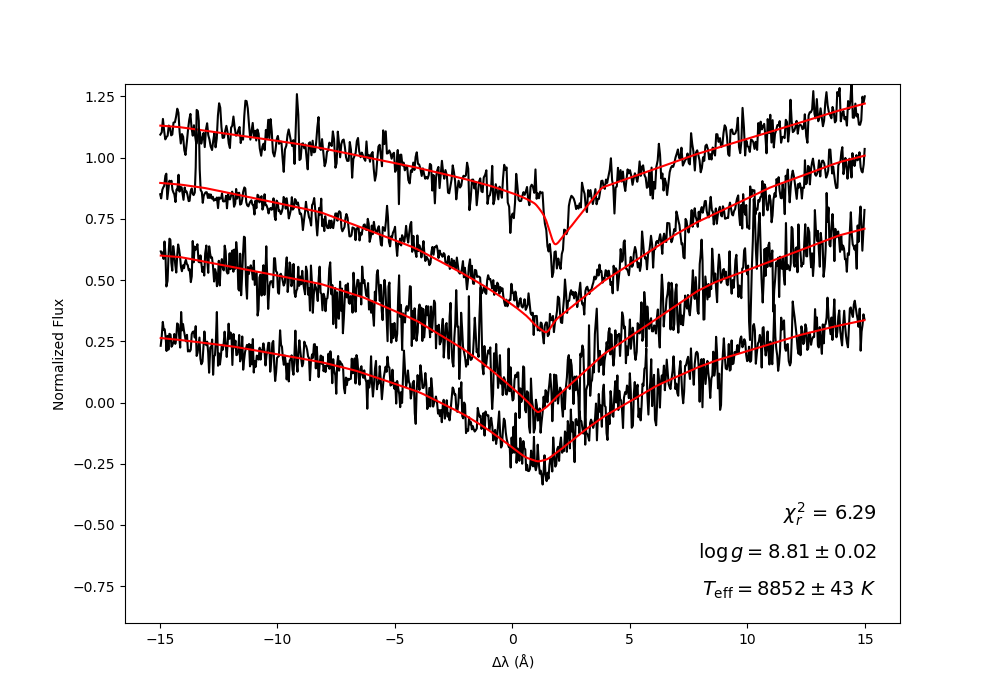 1.25
1.00
0.75
0.50
0.25
0.00
−0.25
−0.50
−0.75
Normalized Flux
χ²ᵣ = 6.29
log g = 8.81 ± 0.02
T_eff = 8852 ± 43 K
−15 −10 −5 0 5 10 15
Δλ (Å)